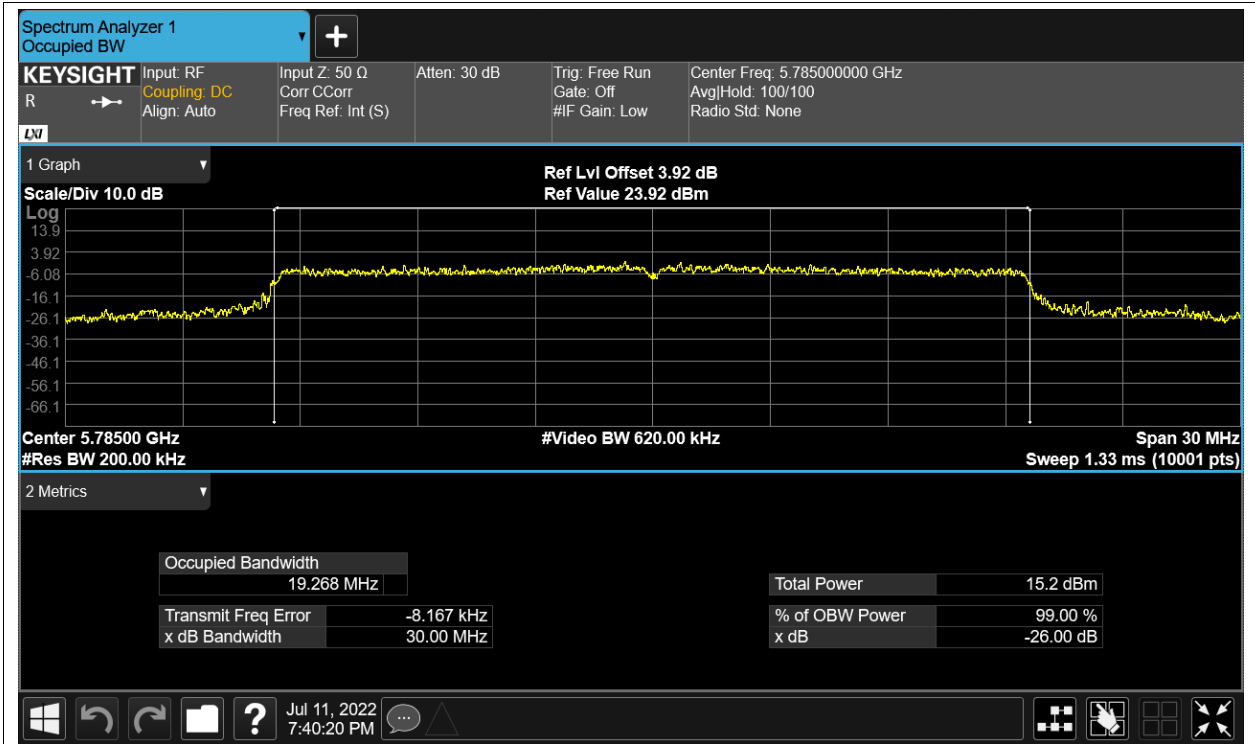 Spectrum Analyzer 1
Occupied BW
KEYSIGHT
R
LXI
Input: RF
Coupling: DC
Align: Auto
Input Z: 50 Ω
Corr CCorr
Freq Ref: Int (S)
Atten: 30 dB
Trig: Free Run
Gate: Off
#IF Gain: Low
Center Freq: 5.785000000 GHz
Avg|Hold: 100/100
Radio Std: None
1 Graph
Scale/Div 10.0 dB
Ref Lvl Offset 3.92 dB
Ref Value 23.92 dBm
Log
13.9
3.92
-6.08
-16.1
-26.1
-36.1
-46.1
-56.1
-66.1
Center 5.78500 GHz
#Video BW 620.00 kHz
Span 30 MHz
#Res BW 200.00 kHz
Sweep 1.33 ms (10001 pts)
2 Metrics
Occupied Bandwidth
19.268 MHz
Transmit Freq Error -8.167 kHz
x dB Bandwidth 30.00 MHz
Total Power 15.2 dBm
% of OBW Power 99.00 %
x dB -26.00 dB
?
Jul 11, 2022
7:40:20 PM